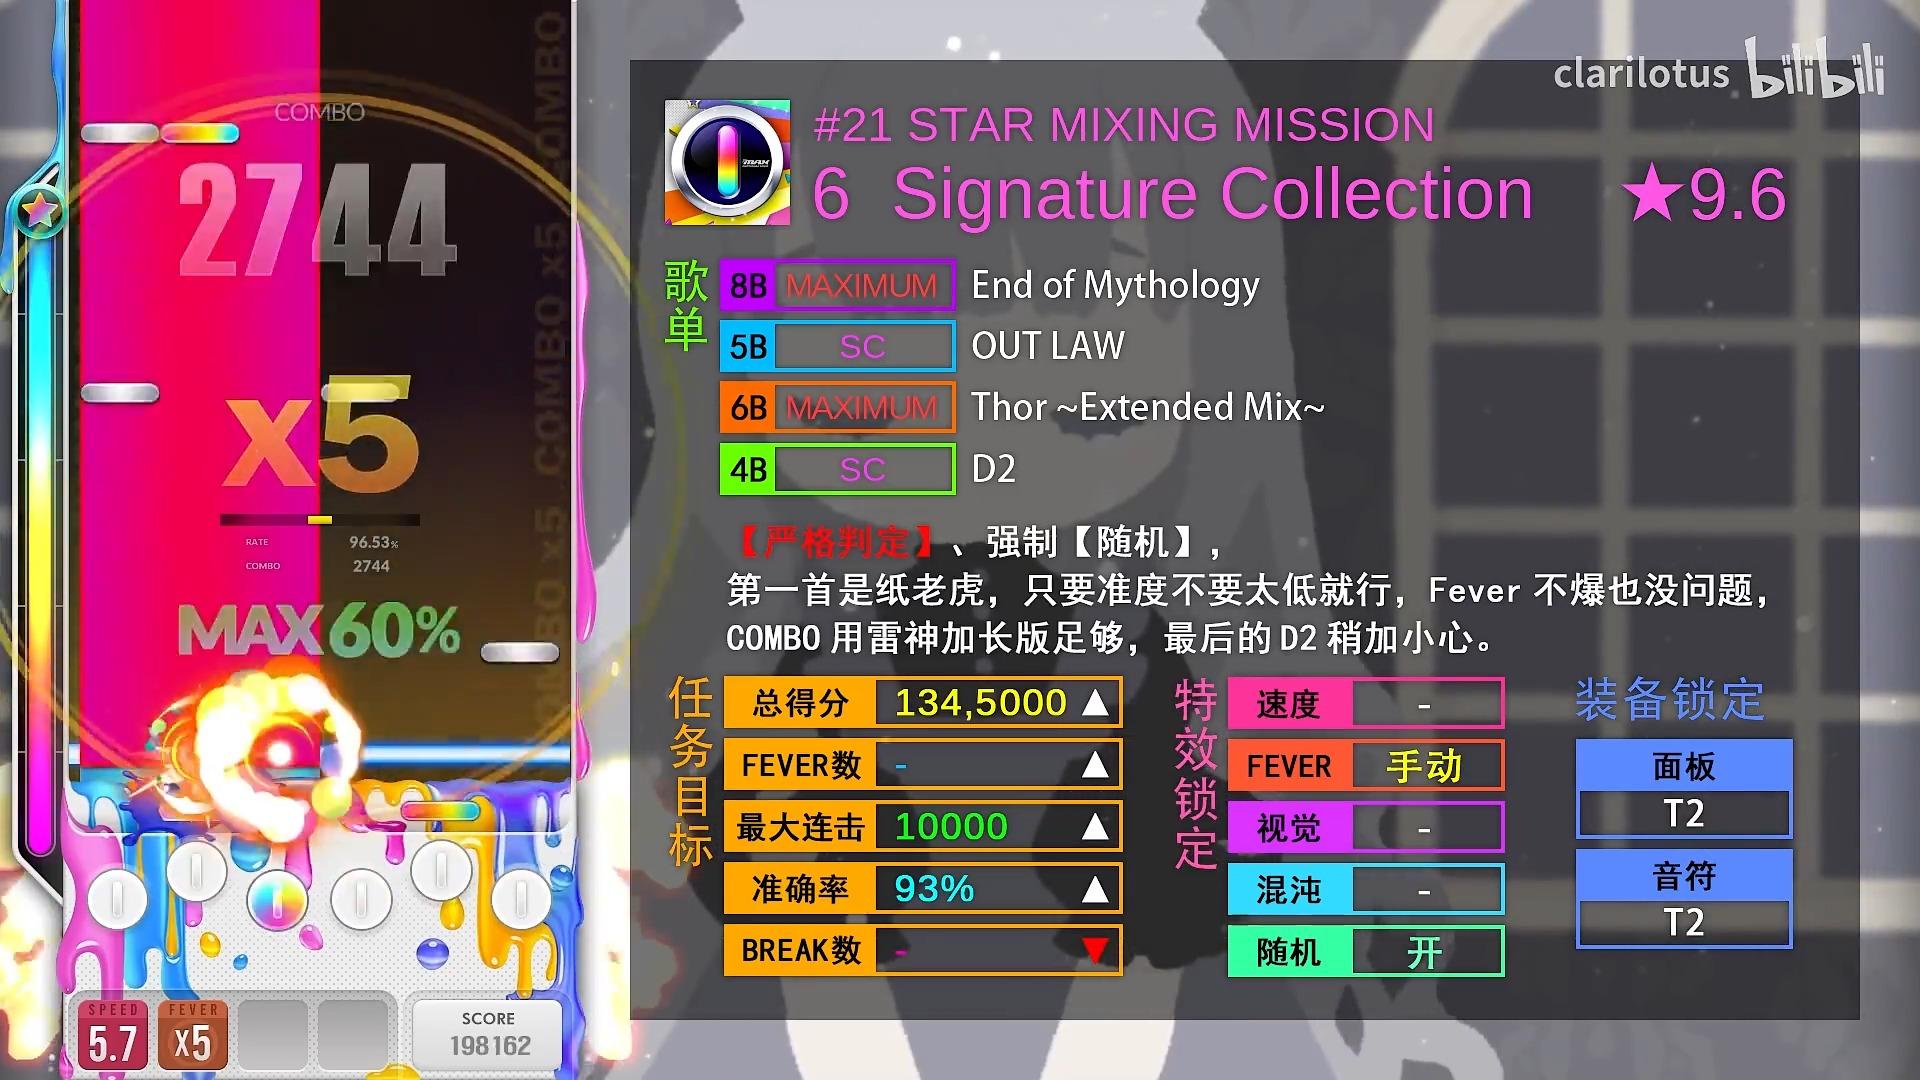 COMBO
2744
x5
RATE 96.53%
COMBO 2744
MAX 60%
COMBO x5 COMBO x5 COMBO
SPEED
5.7
FEVER
x5
SCORE
198162
clarilotus bilibili
#21 STAR MIXING MISSION
6 Signature Collection ★9.6
歌单
8B MAXIMUM End of Mythology
5B SC OUT LAW
6B MAXIMUM Thor ~Extended Mix~
4B SC D2
【严格判定】、强制【随机】，
第一首是纸老虎，只要准度不要太低就行，Fever 不爆也没问题，
COMBO 用雷神加长版足够，最后的 D2 稍加小心。
任务目标
总得分 134,5000 ▲
FEVER数 - ▲
最大连击 10000 ▲
准确率 93% ▲
BREAK数 - ▼
特效锁定
速度 -
FEVER 手动
视觉 -
混沌 -
随机 开
装备锁定
面板
T2
音符
T2